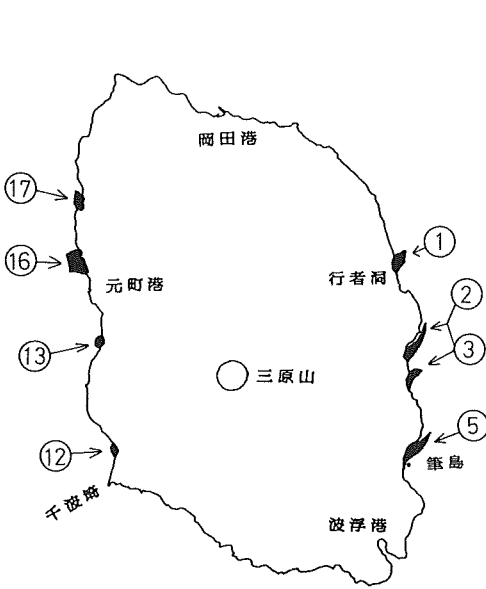 岡田港
⑰
①
⑯
元町港
行者洞
②
⑬
③
三原山
⑤
⑫
筆島
千波崎
波浮港